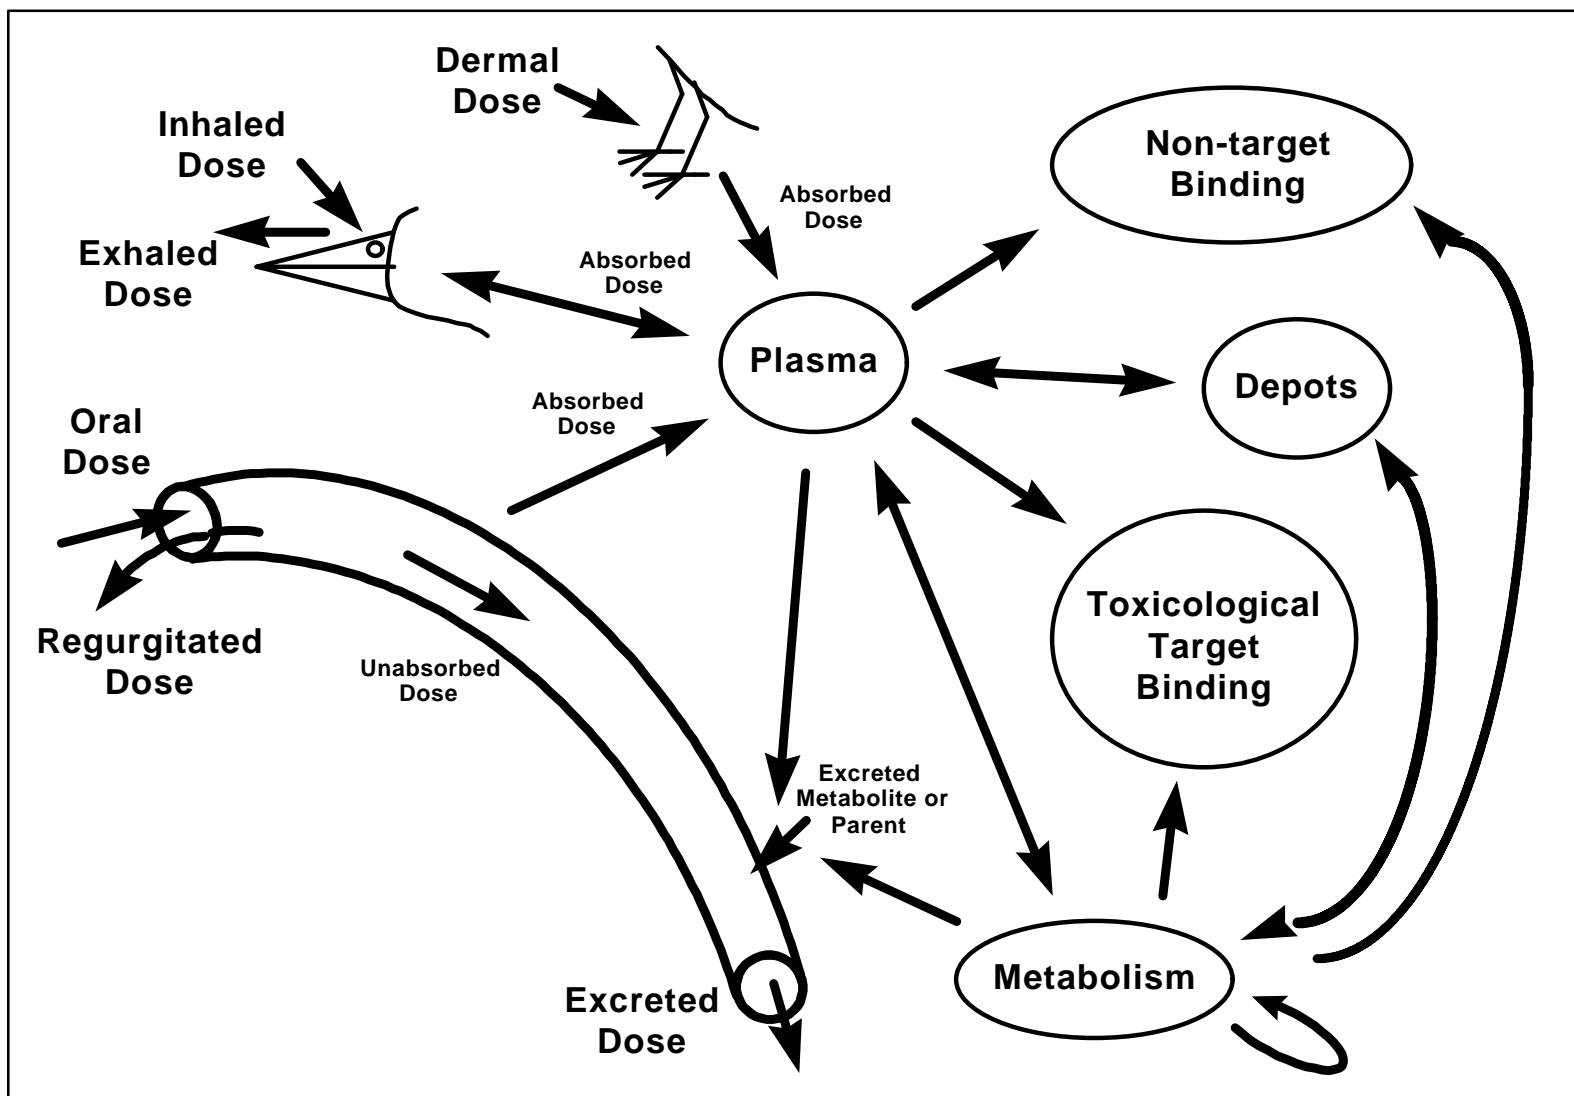 Dermal
Dose
Inhaled
Dose
Exhaled
Dose
Absorbed
Dose
Absorbed
Dose
Non-target
Binding
Plasma
Depots
Absorbed
Dose
Oral
Dose
Regurgitated
Dose
Unabsorbed
Dose
Toxicological
Target
Binding
Excreted
Metabolite or
Parent
Metabolism
Excreted
Dose